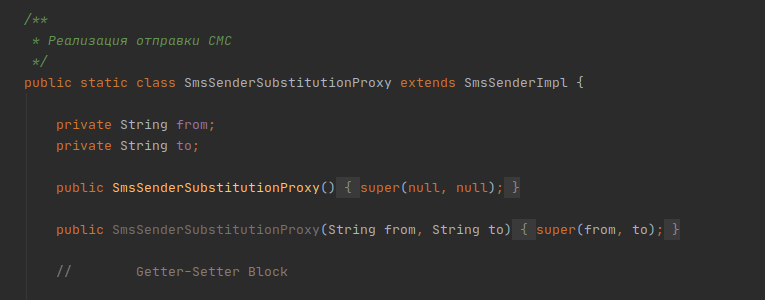 /**
 * Реализация отправки СМС
 */
public static class SmsSenderSubstitutionProxy extends SmsSenderImpl {
private String from;
private String to;
public SmsSenderSubstitutionProxy() { super(null, null); }
public SmsSenderSubstitutionProxy(String from, String to) { super(from, to); }
//        Getter-Setter Block